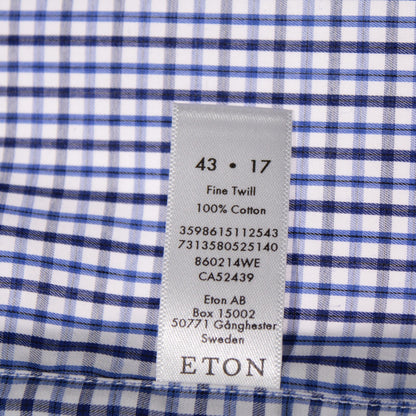 43 • 17
Fine Twill
100% Cotton
3598615112543
7313580525140
860214WE
CA52439
Eton AB
Box 15002
50771 Gånghester
Sweden
ETON